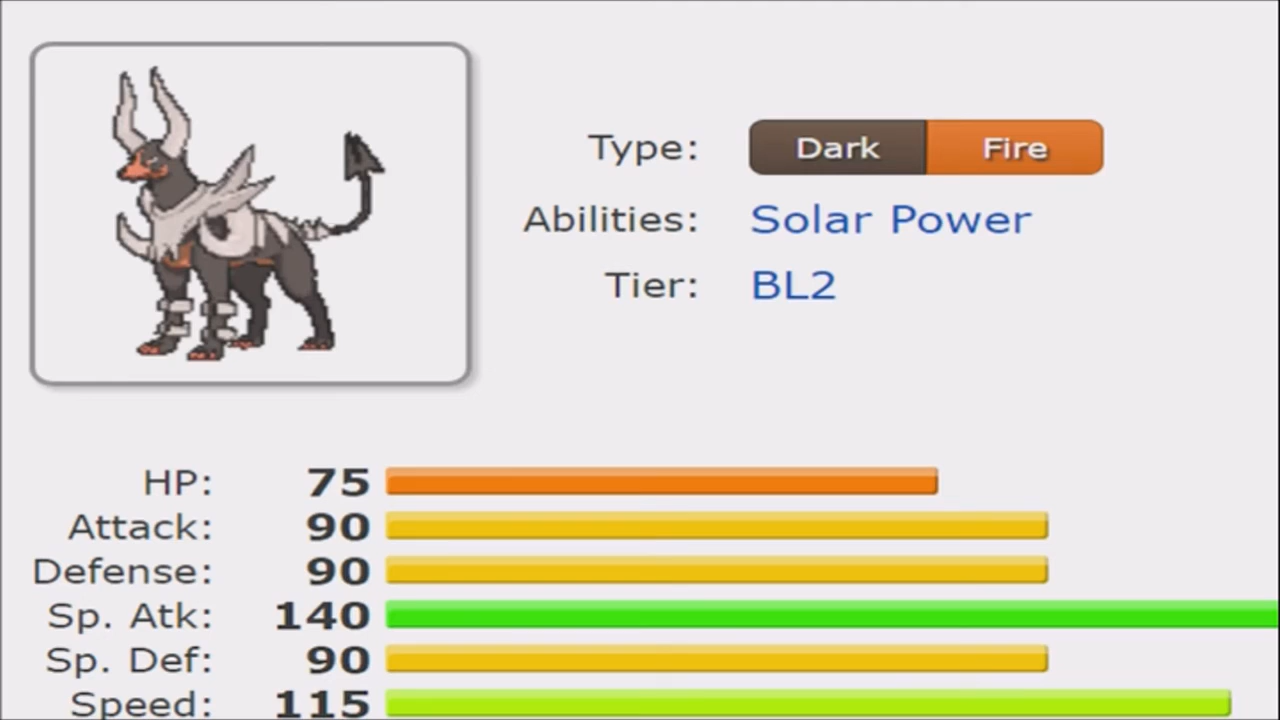 Type: Dark Fire
Abilities: Solar Power
Tier: BL2
HP: 75
Attack: 90
Defense: 90
Sp. Atk: 140
Sp. Def: 90
Speed: 115